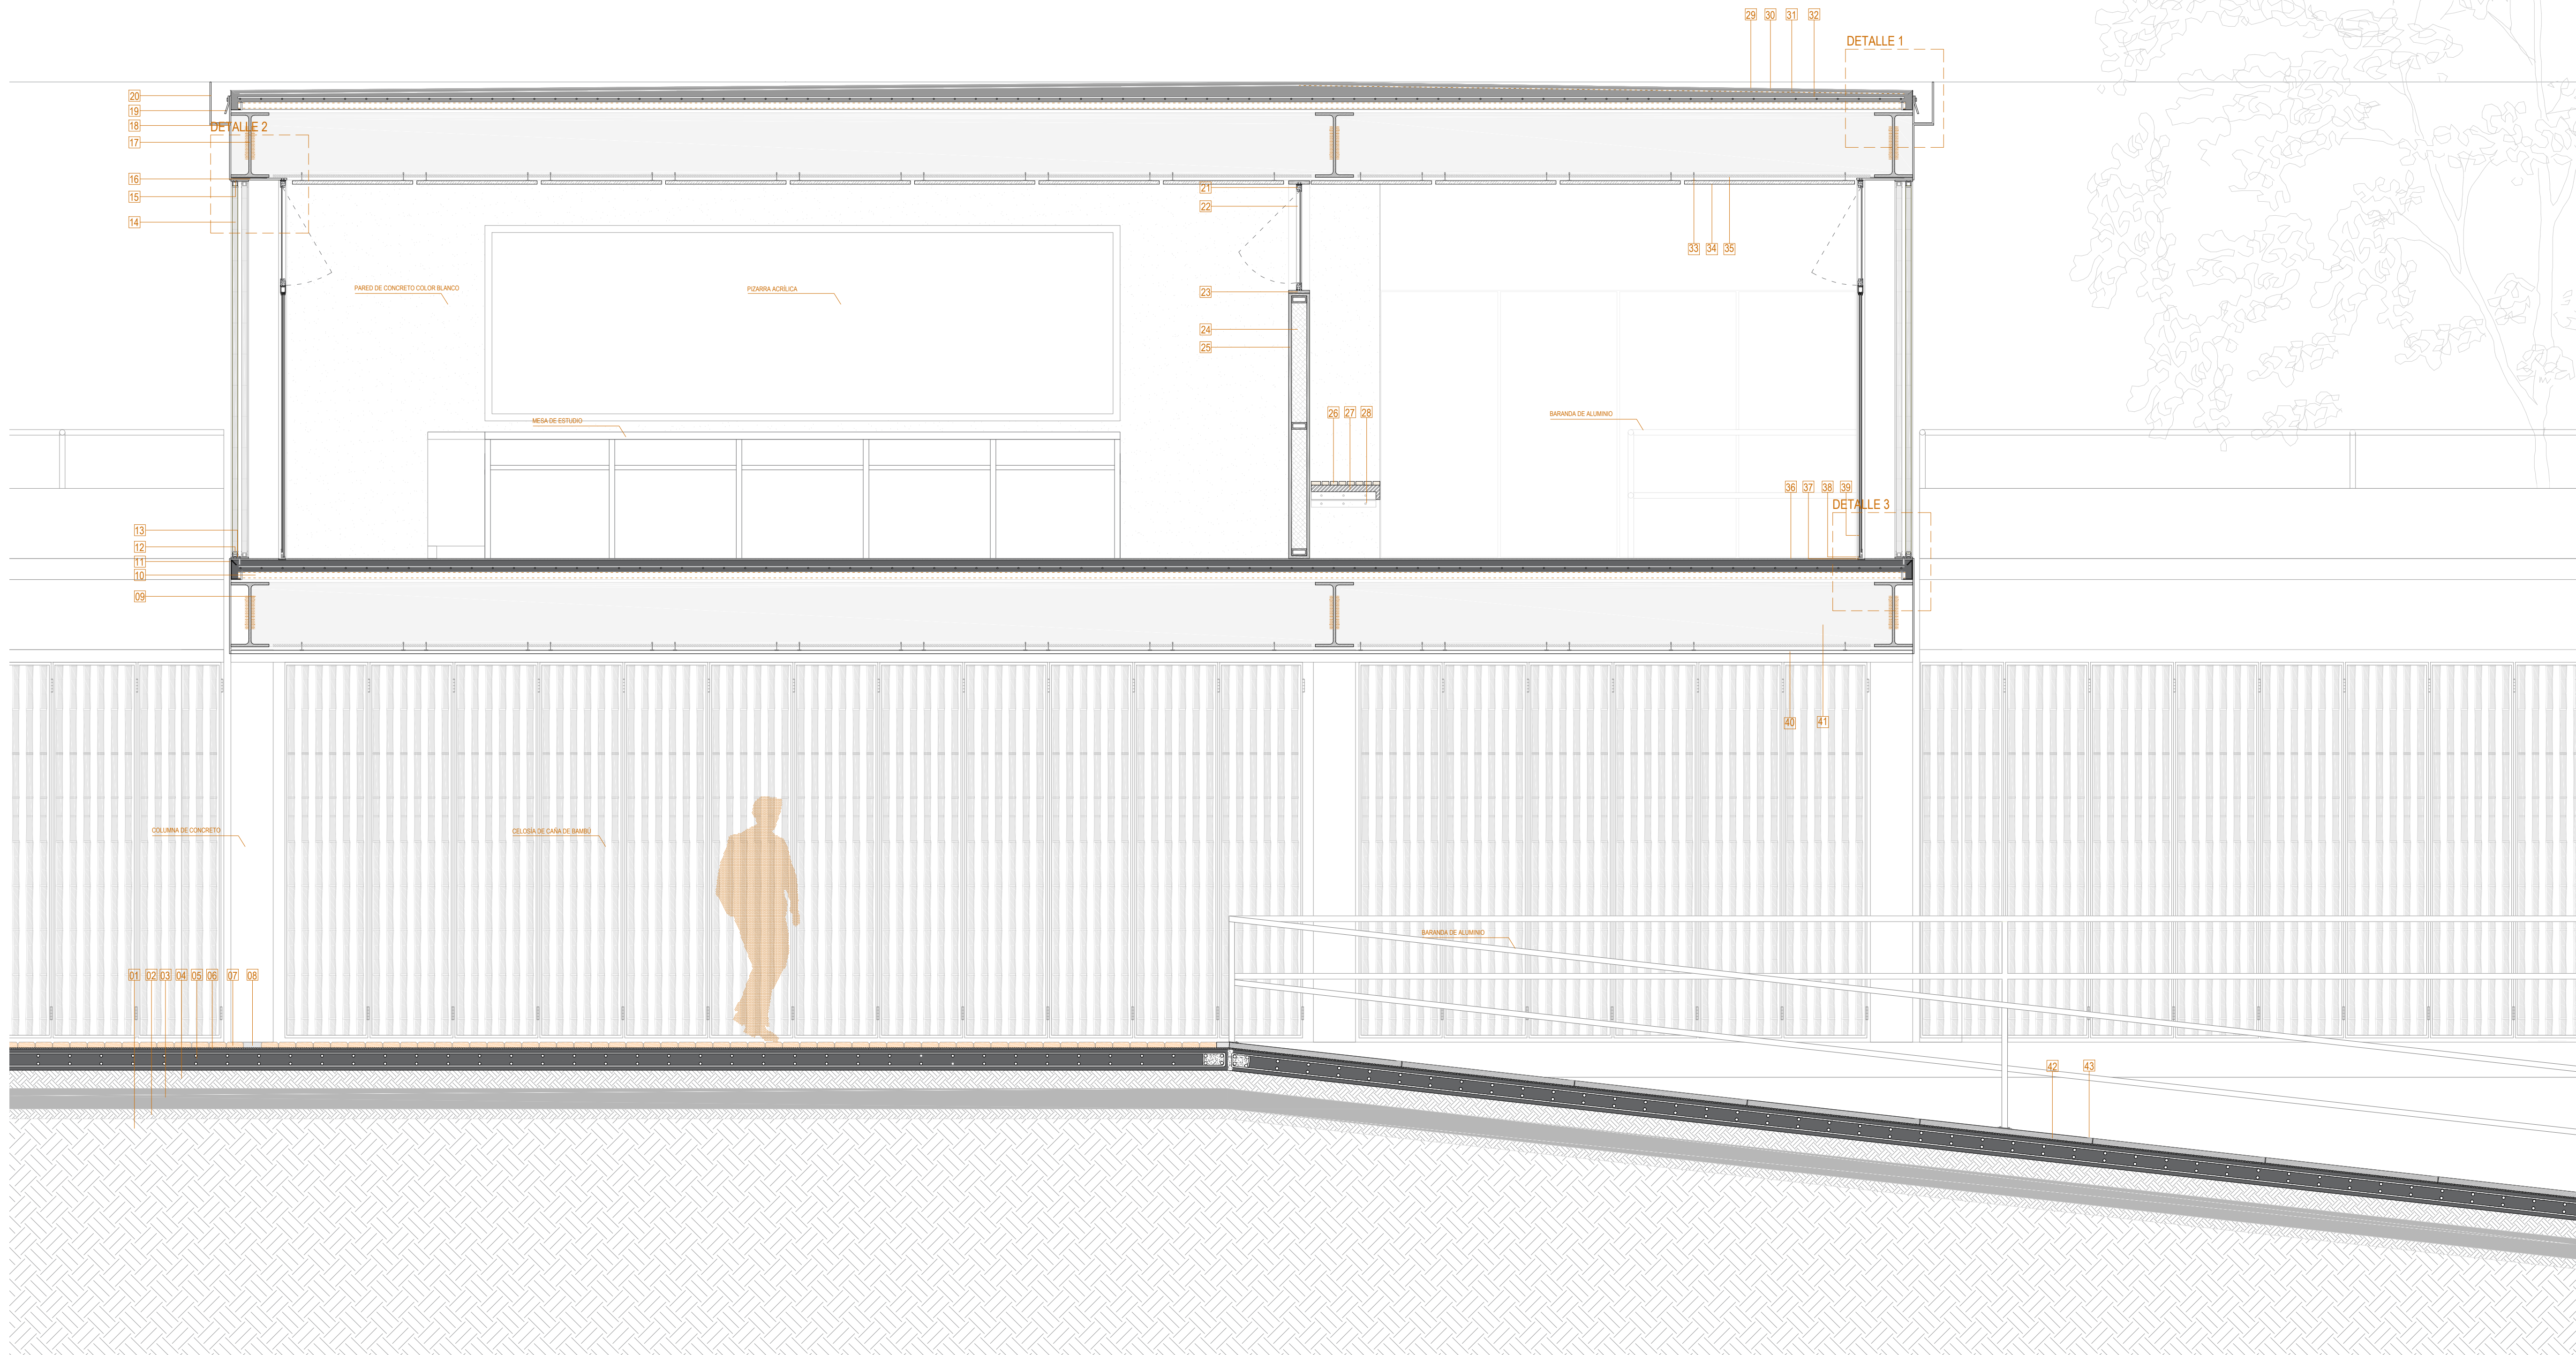 29 30 31 32
DETALLE 1
20
19
18
DETALLE 2
17
16
15
14
21
22
33 34 35
PARED DE CONCRETO COLOR BLANCO
PIZARRA ACRÍLICA
23
24
25
MESA DE ESTUDIO
26 27 28
BARANDA DE ALUMINIO
36 37 38 39
DETALLE 3
13
12
11
10
09
40 41
COLUMNA DE CONCRETO
CELOSÍA DE CAÑA DE BAMBÚ
BARANDA DE ALUMINIO
01 02 03 04 05 06 07 08
42 43